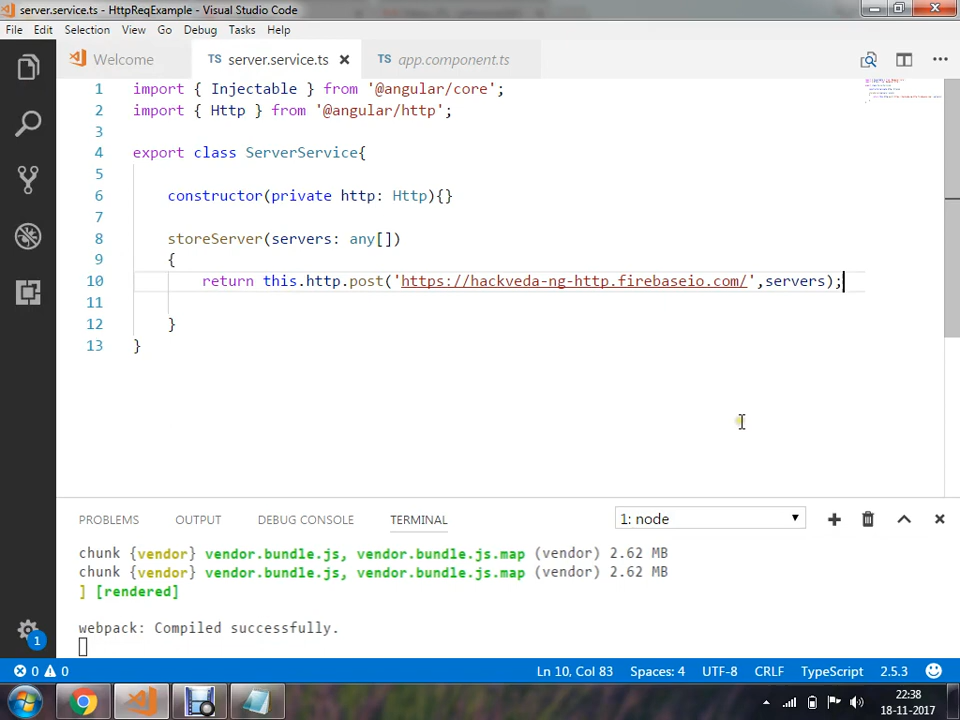 server.service.ts - HttpReqExample - Visual Studio Code
File Edit Selection View Go Debug Tasks Help
Welcome TS server.service.ts TS app.component.ts
1 import { Injectable } from '@angular/core';
2 import { Http } from '@angular/http';
3
4 export class ServerService{
5
6 constructor(private http: Http){}
7
8 storeServer(servers: any[])
9 {
10 return this.http.post('https://hackveda-ng-http.firebaseio.com/',servers);
11
12 }
13 }
PROBLEMS OUTPUT DEBUG CONSOLE TERMINAL 1: node
chunk {vendor} vendor.bundle.js, vendor.bundle.js.map (vendor) 2.62 MB
chunk {vendor} vendor.bundle.js, vendor.bundle.js.map (vendor) 2.62 MB
] [rendered]
webpack: Compiled successfully.
1
0 0 Ln 10, Col 83 Spaces: 4 UTF-8 CRLF TypeScript 2.5.3
22:38
18-11-2017